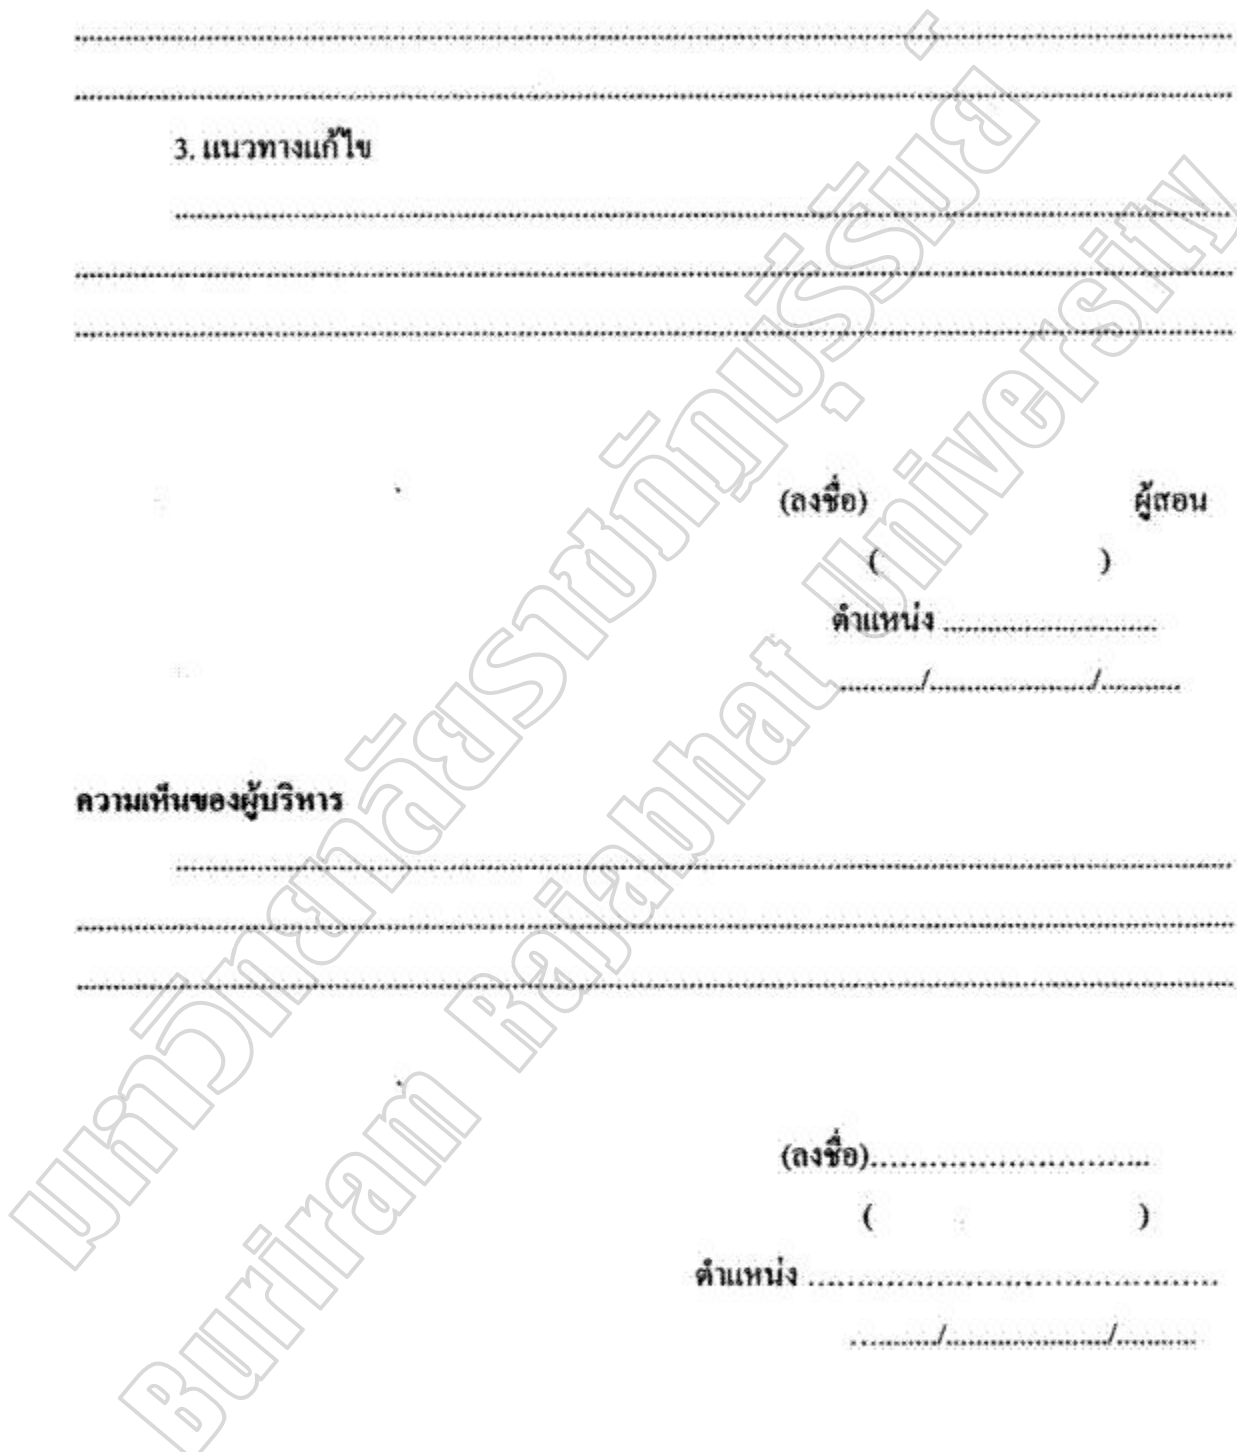 ........................................................................
........................................................................
3. แนวทางแก้ไข
........................................................................
........................................................................
........................................................................
(ลงชื่อ) ผู้สอน
( )
ตำแหน่ง .............................
.........../......................./...........
ความเห็นของผู้บริหาร
........................................................................
........................................................................
........................................................................
(ลงชื่อ).............................
( )
ตำแหน่ง ..........................................
............/......................./...........
มหาวิทยาลัยราชภัฏบุรีรัมย์
Buriram Rajabhat University